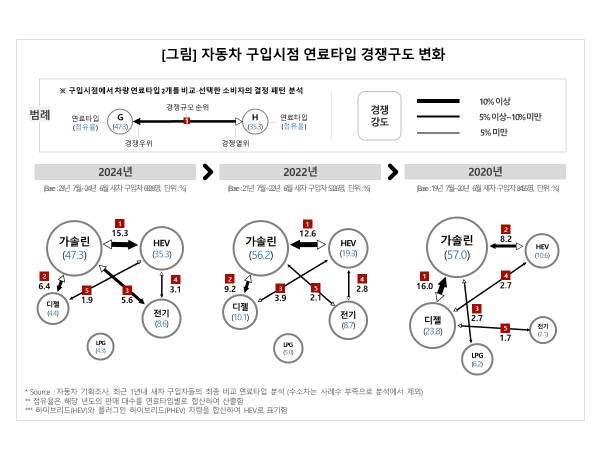 [그림] 자동차 구입시점 연료타입 경쟁구도 변화
범례
※ 구입시점에서 차량 연료타입 2개를 비교·선택한 소비자의 결정 패턴 분석
경쟁규모 순위
연료타입
(점유율)
G
(47.3)
1
H
(35.3)
연료타입
(점유율)
경쟁우위
경쟁열위
경쟁
강도
10% 이상
5% 이상~10% 미만
5% 미만
2024년
2022년
2020년
1
15.3
가솔린
(47.3)
HEV
(35.3)
2
6.4
5
1.9
3
5.6
4
3.1
디젤
(4.4)
전기
(8.6)
LPG
(4.3)
1
12.6
가솔린
(56.2)
HEV
(19.3)
2
9.2
3
3.9
5
2.1
4
2.8
디젤
(10.1)
전기
(8.7)
LPG
(5.0)
2
8.2
가솔린
(57.0)
HEV
(10.6)
1
16.0
4
2.7
3
2.7
디젤
(23.8)
5
1.7
전기
(2.1)
LPG
(6.2)
* Source : 자동차 기획조사, 최근 1년내 새차 구입자들의 최종 비교 연료타입 분석 (수소차는 사례수 부족으로 분석에서 제외)
** 점유율은 해당 년도의 판매 대수를 연료타입별로 합산하여 산출함
*** 하이브리드(HEV)와 플러그인 하이브리드(PHEV) 차량을 합산하여 HEV로 표기함